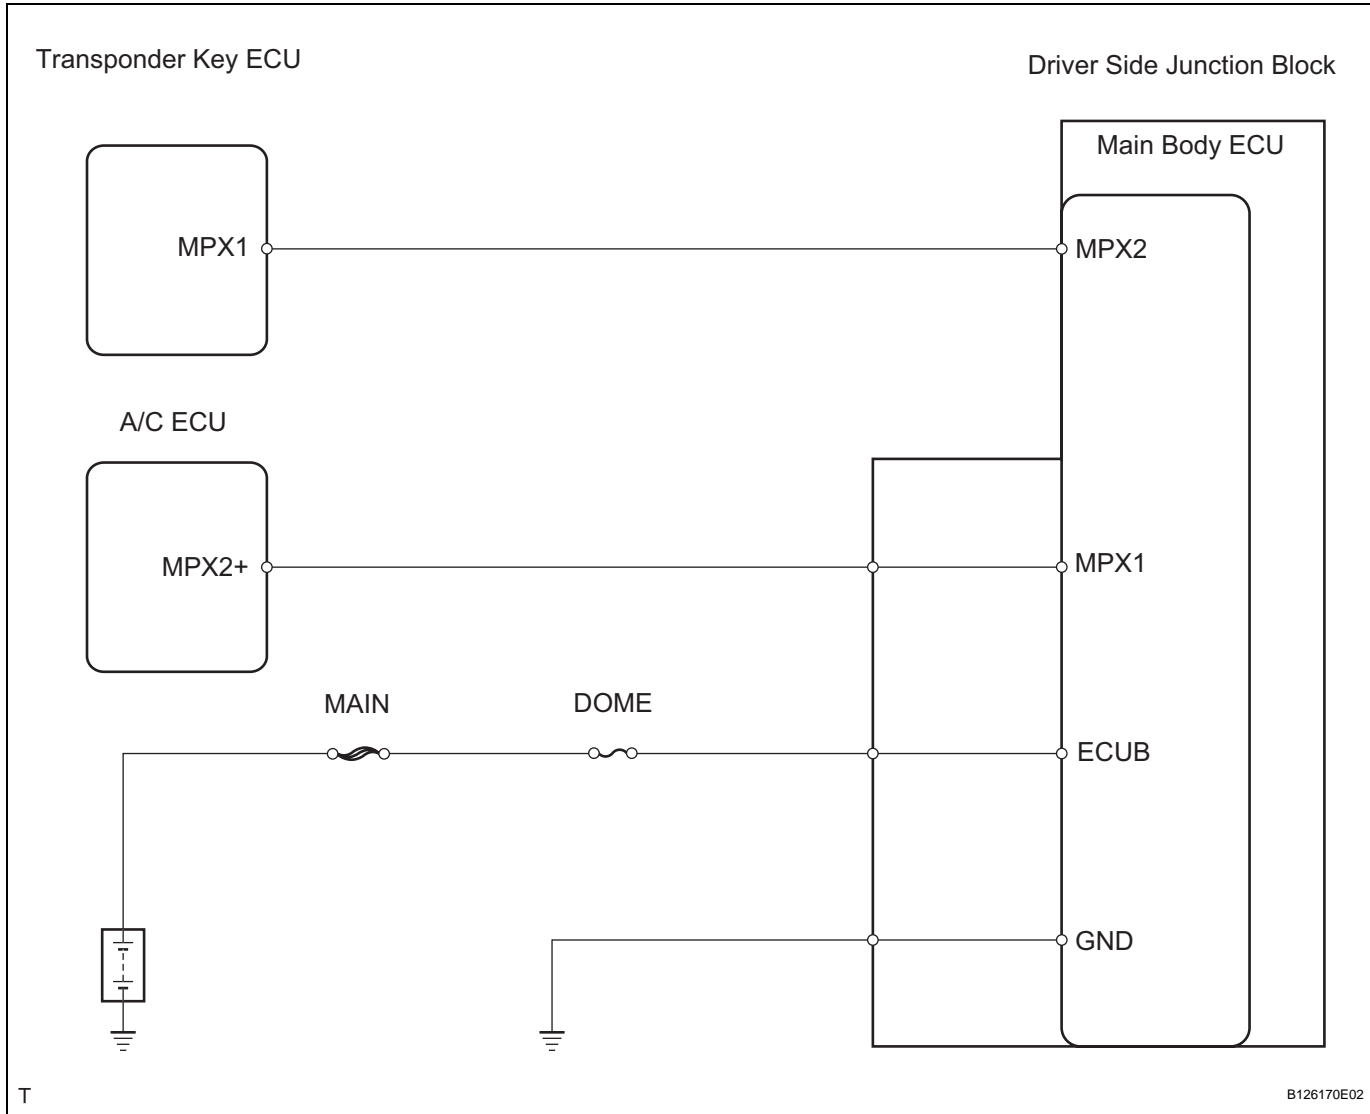 Transponder Key ECU
Driver Side Junction Block
Main Body ECU
MPX1
MPX2
A/C ECU
MPX2+
MPX1
MAIN
DOME
ECUB
GND
T
B126170E02